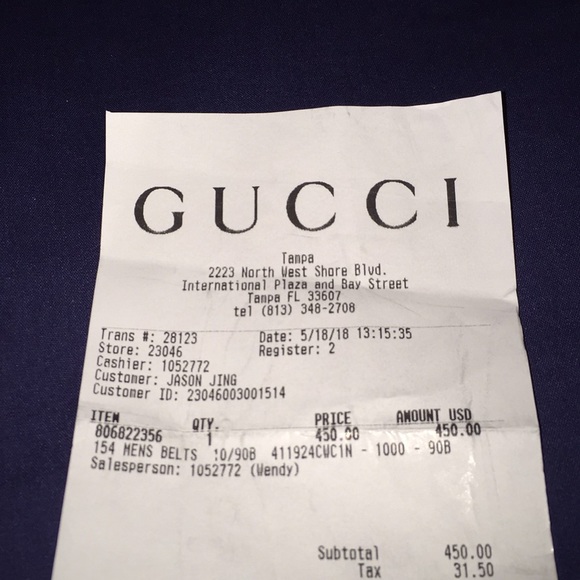 GUCCI
Tampa
2223 North West Shore Blvd.
International Plaza and Bay Street
Tampa FL 33607
tel (813) 348-2708
Trans #: 28123 Date: 5/18/18 13:15:35
Store: 23046 Register: 2
Cashier: 1052772
Customer: JASON JING
Customer ID: 23046003001514
ITEM QTY. PRICE AMOUNT USD
806822356 1 450.00 450.00
154 MENS BELTS 10/90B 411924CWC1N - 1000 - 90B
Salesperson: 1052772 (Wendy)
Subtotal 450.00
Tax 31.50